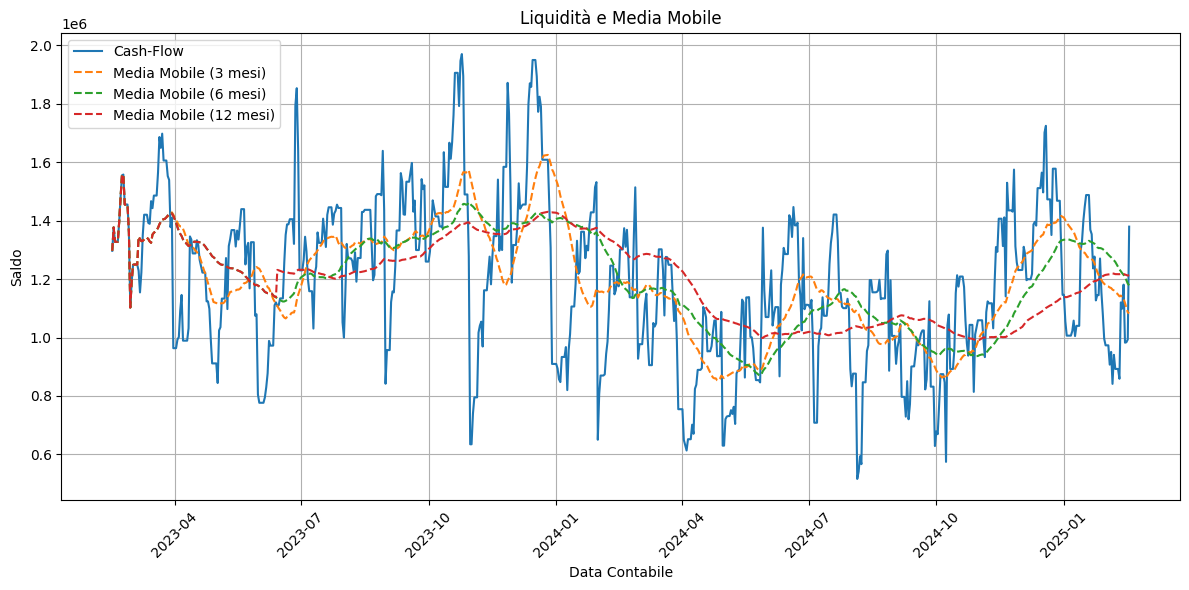 Liquidità e Media Mobile
1e6
Cash-Flow
Media Mobile (3 mesi)
Media Mobile (6 mesi)
Media Mobile (12 mesi)
Saldo
2.0
1.8
1.6
1.4
1.2
1.0
0.8
0.6
2023-04
2023-07
2023-10
2024-01
2024-04
2024-07
2024-10
2025-01
Data Contabile